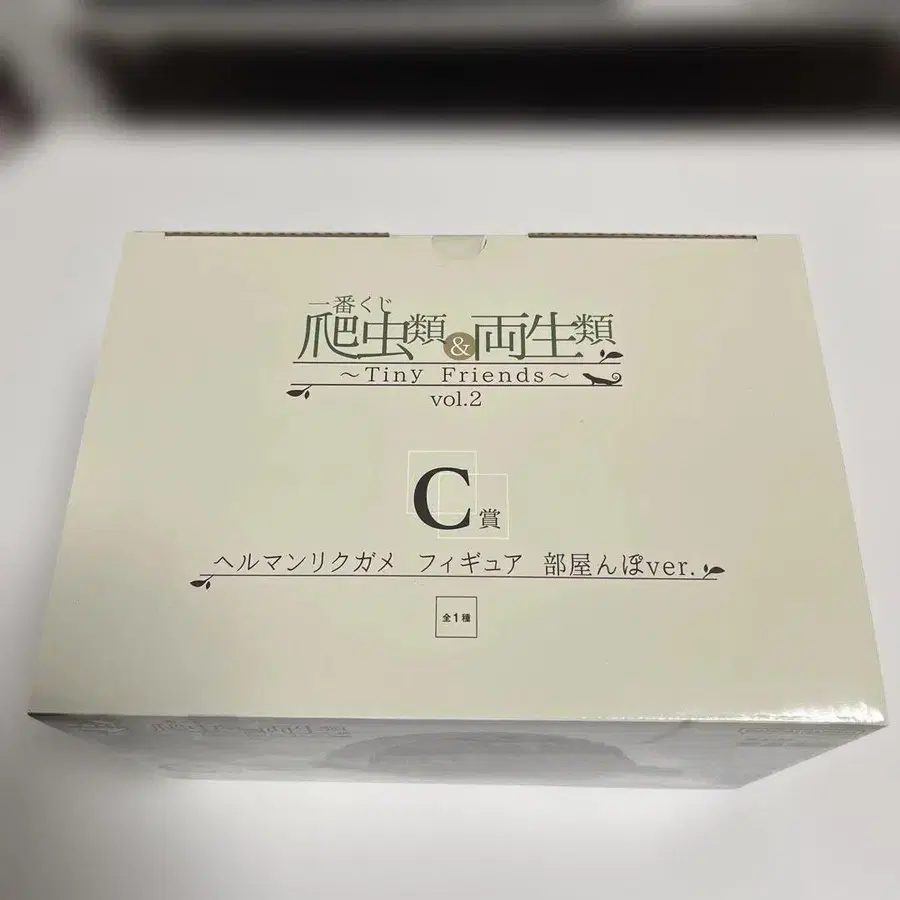 一番くじ
爬虫類&両生類
～Tiny Friends～
vol.2
C賞
ヘルマンリクガメ フィギュア 部屋んぽver.
全1種